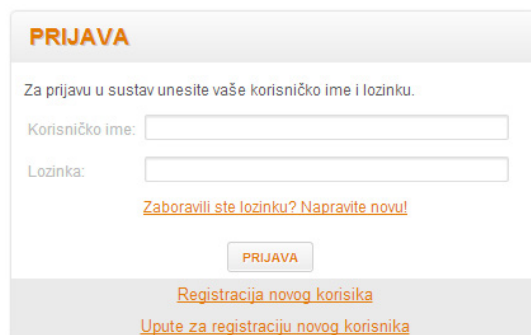 PRIJAVA
Za prijavu u sustav unesite vaše korisničko ime i lozinku.
Korisničko ime:
Lozinka:
Zaboravili ste lozinku? Napravite novu!
PRIJAVA
Registracija novog korisika
Upute za registraciju novog korisnika